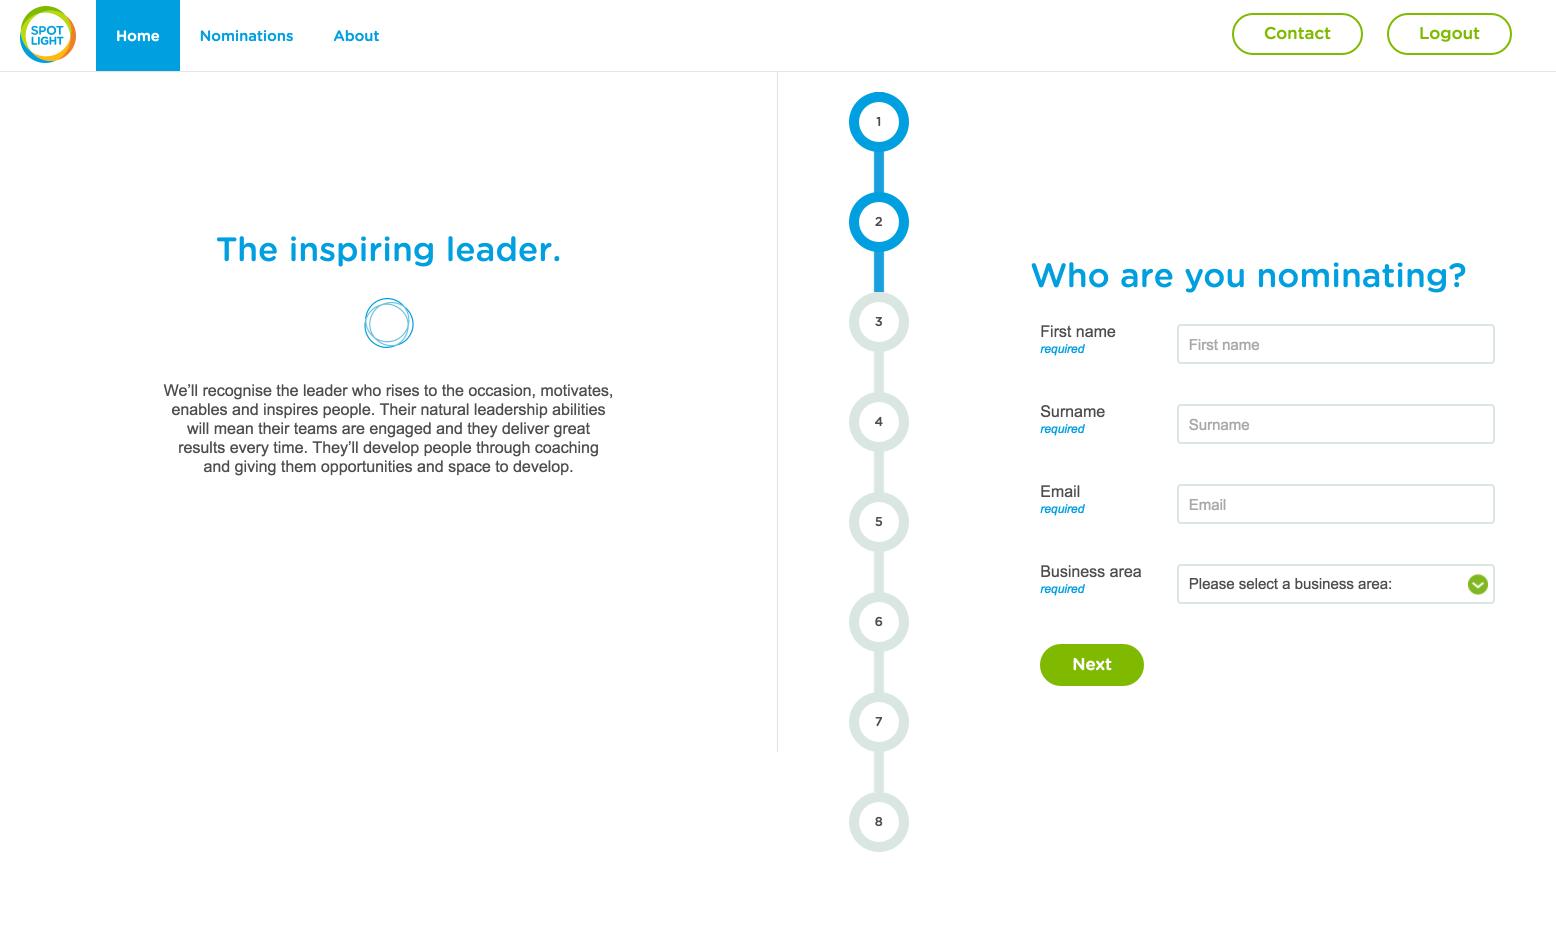 SPOT
LIGHT
Home
Nominations
About
Contact
Logout
The inspiring leader.
We’ll recognise the leader who rises to the occasion, motivates,
enables and inspires people. Their natural leadership abilities
will mean their teams are engaged and they deliver great
results every time. They’ll develop people through coaching
and giving them opportunities and space to develop.
1
2
3
4
5
6
7
8
Who are you nominating?
First name
required
First name
Surname
required
Surname
Email
required
Email
Business area
required
Please select a business area:
Next